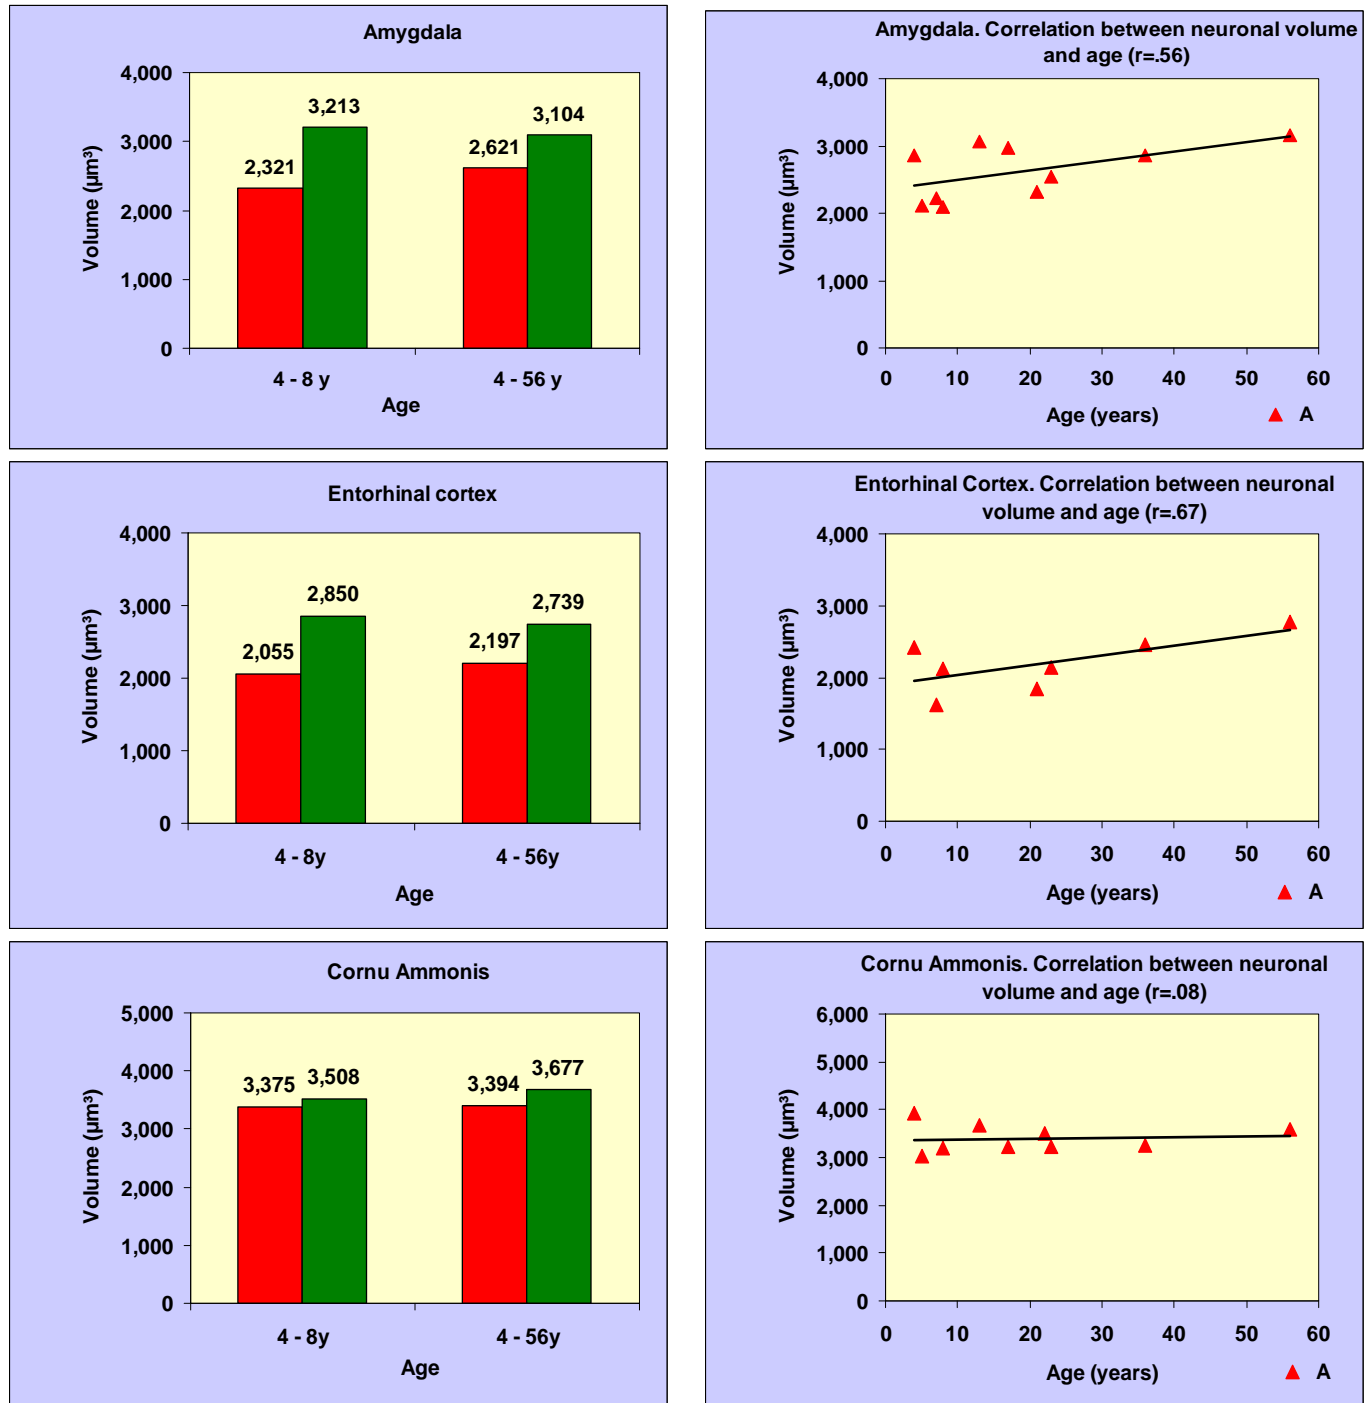 Amygdala
4,000
3,000
2,000
1,000
0
Volume (µm³)
2,321
3,213
2,621
3,104
4 - 8 y
4 - 56 y
Age
Amygdala. Correlation between neuronal volume
and age (r=.56)
4,000
3,000
2,000
1,000
0
Volume (µm³)
0 10 20 30 40 50 60
Age (years)
A
Entorhinal cortex
4,000
3,000
2,000
1,000
0
Volume (µm³)
2,055
2,850
2,197
2,739
4 - 8y
4 - 56y
Age
Entorhinal Cortex. Correlation between neuronal
volume and age (r=.67)
4,000
3,000
2,000
1,000
0
Volume (µm³)
0 10 20 30 40 50 60
Age (years)
A
Cornu Ammonis
5,000
4,000
3,000
2,000
1,000
0
Volume (µm³)
3,375
3,508
3,394
3,677
4 - 8y
4 - 56y
Age
Cornu Ammonis. Correlation between neuronal
volume and age (r=.08)
6,000
5,000
4,000
3,000
2,000
1,000
0
Volume (µm³)
0 10 20 30 40 50 60
Age (years)
A